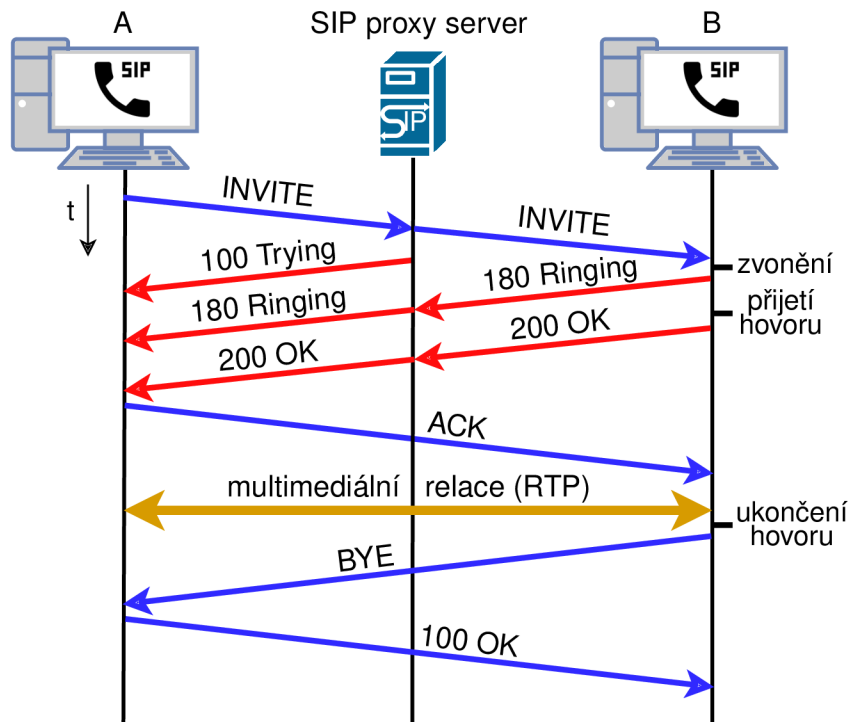 A
SIP proxy server
B
SIP
SIP
SIP
t
INVITE
INVITE
100 Trying
zvonění
180 Ringing
180 Ringing
přijetí
hovoru
200 OK
200 OK
ACK
multimediální relace (RTP)
ukončení
hovoru
BYE
100 OK